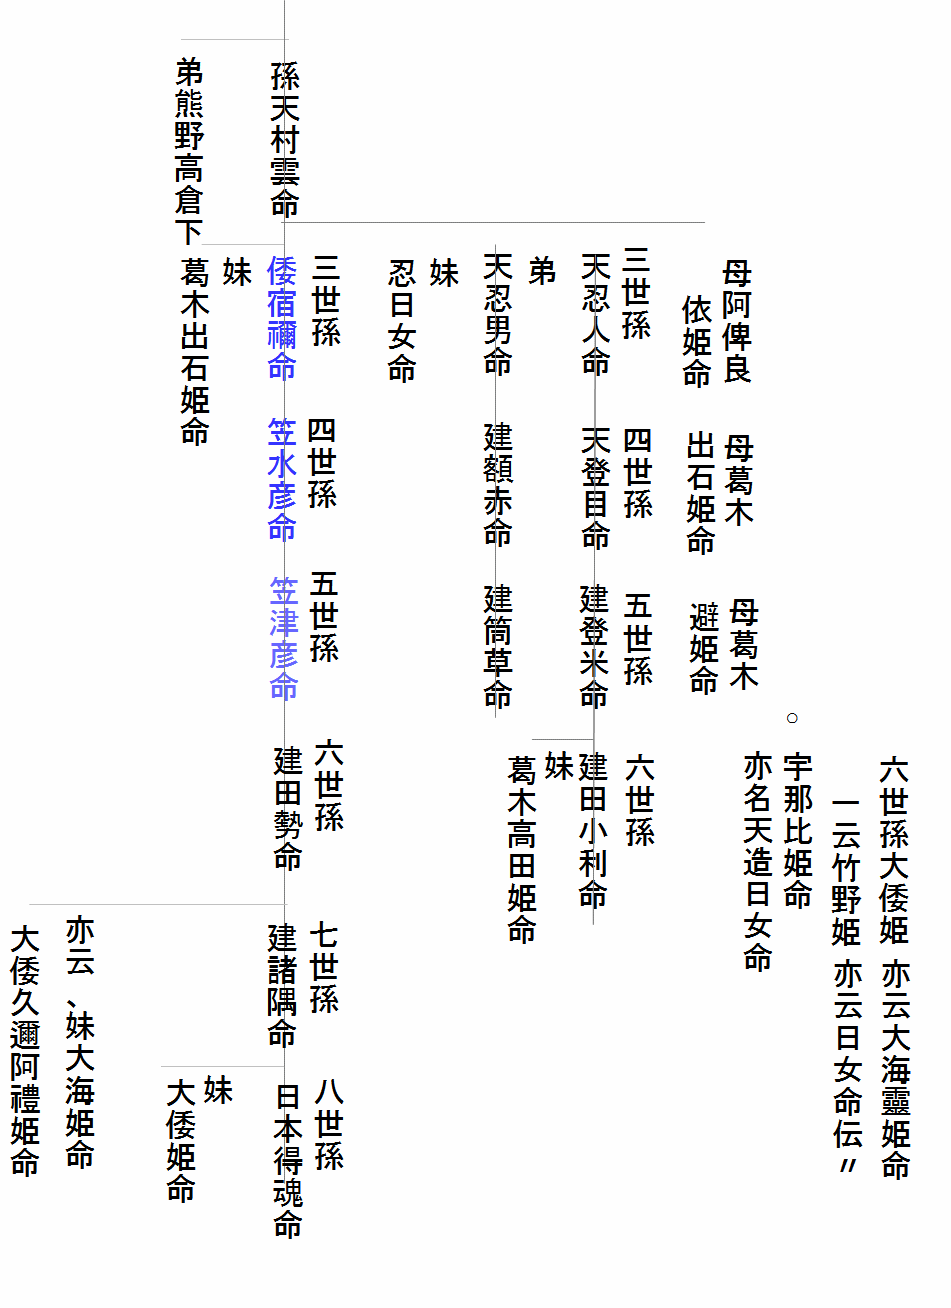 六世孫大倭姫
亦云大海靈姫命
一云竹野姫
亦云日女命伝〃
○
宇那比姫命
亦名天造日女命
母阿俾良
依姫命
母葛木
出石姫命
母葛木
避姫命
三世孫
天忍人命
四世孫
天登目命
五世孫
建登米命
六世孫
建田小利命
妹
葛木高田姫命
弟
天忍男命
建額赤命
建筒草命
妹
忍日女命
孫天村雲命
弟熊野高倉下
三世孫
倭宿禰命
妹
葛木出石姫命
四世孫
笠水彦命
五世孫
笠津彦命
六世孫
建田勢命
七世孫
建諸隅命
亦云、妹大海姫命
大倭久邇阿禮姫命
八世孫
日本得魂命
妹
大倭姫命